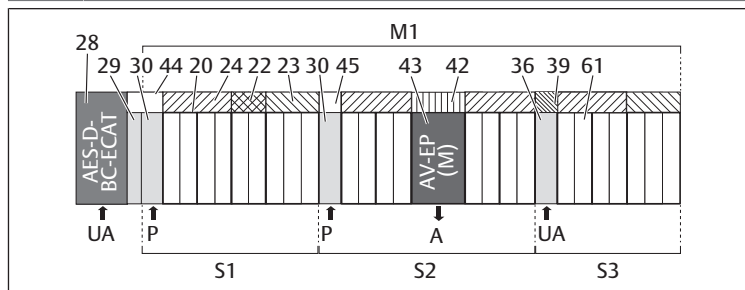 M1
28
29 30 44 20 24 22 23 30 45 43 42 36 39 61
AES-D-
BC-ECAT
AV-EP
(M)
UA P P A UA
S1 S2 S3